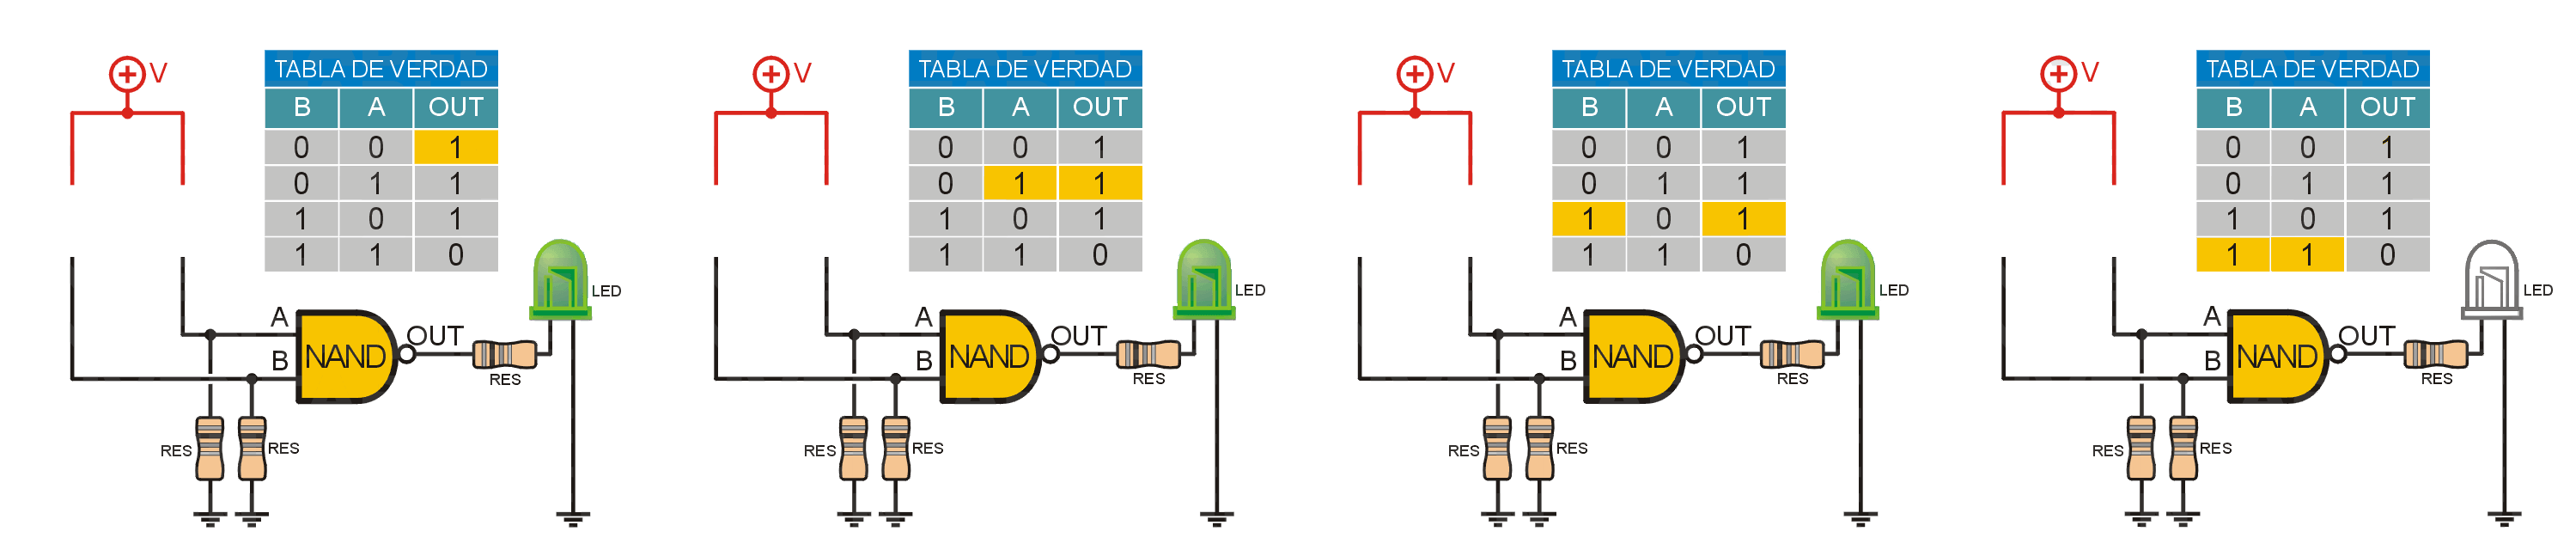 V
TABLA DE VERDAD
B A OUT
0 0 1
0 1 1
1 0 1
1 1 0
LED
A
OUT
B
NAND
RES
RES
RES
V
TABLA DE VERDAD
B A OUT
0 0 1
0 1 1
1 0 1
1 1 0
LED
A
OUT
B
NAND
RES
RES
RES
V
TABLA DE VERDAD
B A OUT
0 0 1
0 1 1
1 0 1
1 1 0
LED
A
OUT
B
NAND
RES
RES
RES
V
TABLA DE VERDAD
B A OUT
0 0 1
0 1 1
1 0 1
1 1 0
LED
A
OUT
B
NAND
RES
RES
RES